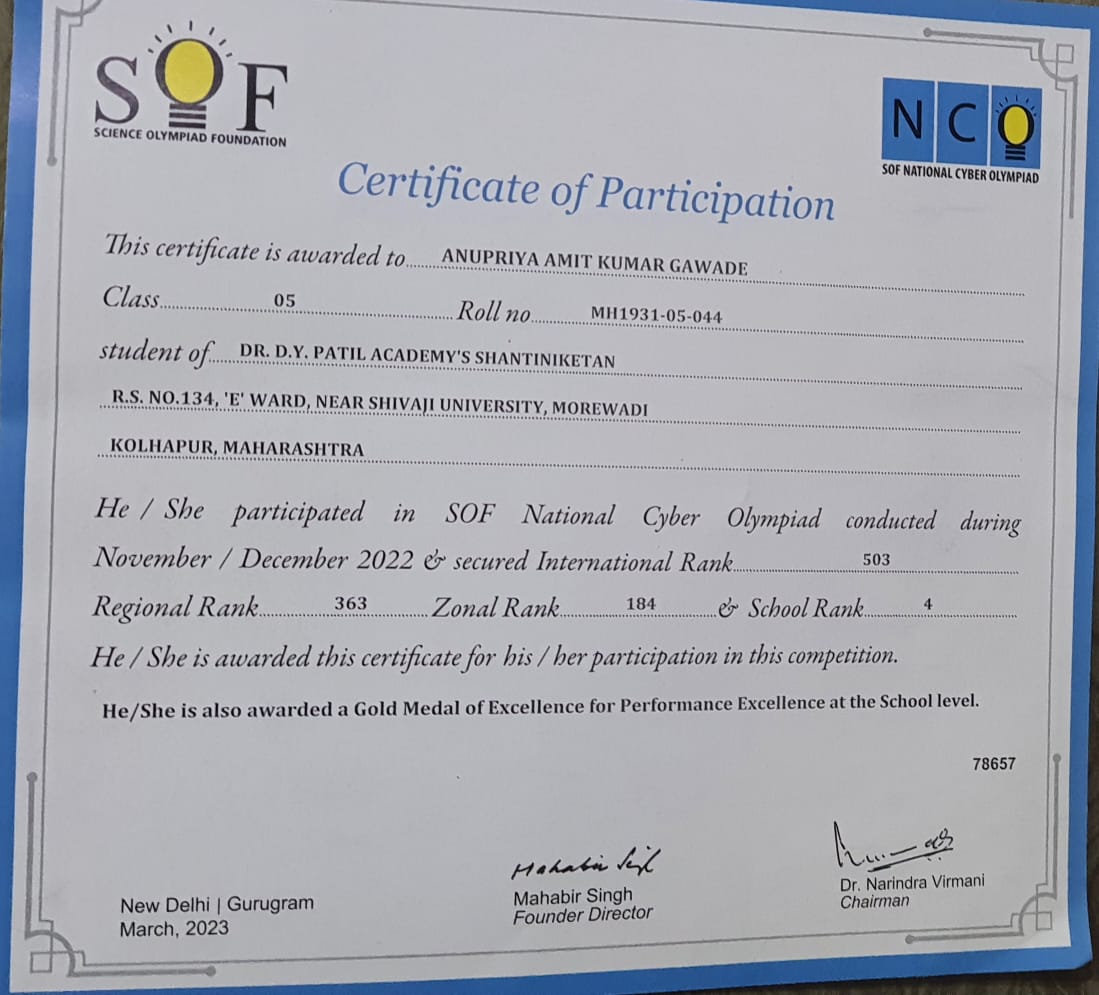 SOF
SCIENCE OLYMPIAD FOUNDATION
NCO
SOF NATIONAL CYBER OLYMPIAD
Certificate of Participation
This certificate is awarded to ANUPRIYA AMIT KUMAR GAWADE
Class 05 Roll no MH1931-05-044
student of DR. D.Y. PATIL ACADEMY'S SHANTINIKETAN
R.S. NO.134, 'E' WARD, NEAR SHIVAJI UNIVERSITY, MOREWADI
KOLHAPUR, MAHARASHTRA
He / She participated in SOF National Cyber Olympiad conducted during
November / December 2022 & secured International Rank 503
Regional Rank 363 Zonal Rank 184 & School Rank 4
He / She is awarded this certificate for his / her participation in this competition.
He/She is also awarded a Gold Medal of Excellence for Performance Excellence at the School level.
78657
Mahabir Singh
New Delhi | Gurugram
March, 2023
Mahabir Singh
Founder Director
Dr. Narindra Virmani
Chairman